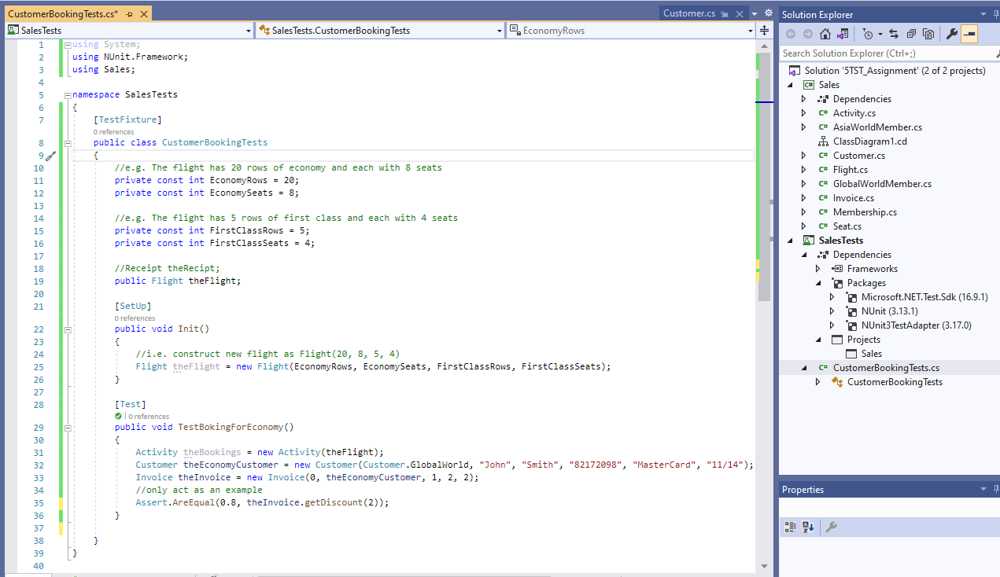 CustomerBookingTests.cs*
Customer.cs
SalesTests
SalesTests.CustomerBookingTests
EconomyRows
1 using System;
2 using NUnit.Framework;
3 using Sales;
4
5 namespace SalesTests
6 {
7 [TestFixture]
0 references
8 public class CustomerBookingTests
9 {
10 //e.g. The flight has 20 rows of economy and each with 8 seats
11 private const int EconomyRows = 20;
12 private const int EconomySeats = 8;
13
14 //e.g. The flight has 5 rows of first class and each with 4 seats
15 private const int FirstClassRows = 5;
16 private const int FirstClassSeats = 4;
17
18 //Receipt theRecipt;
19 public Flight theFlight;
20
21 [SetUp]
0 references
22 public void Init()
23 {
24 //i.e. construct new flight as Flight(20, 8, 5, 4)
25 Flight theFlight = new Flight(EconomyRows, EconomySeats, FirstClassRows, FirstClassSeats);
26 }
27
28 [Test]
0 references
29 public void TestBokingForEconomy()
30 {
31 Activity theBookings = new Activity(theFlight);
32 Customer theEconomyCustomer = new Customer(Customer.GlobalWorld, "John", "Smith", "82172098", "MasterCard", "11/14");
33 Invoice theInvoice = new Invoice(0, theEconomyCustomer, 1, 2, 2);
34 //only act as an example
35 Assert.AreEqual(0.8, theInvoice.getDiscount(2));
36 }
37
38 }
39 }
40
Solution Explorer
Search Solution Explorer (Ctrl+;)
Solution '5TST_Assignment' (2 of 2 projects)
C# Sales
Dependencies
C# Activity.cs
C# AsiaWorldMember.cs
ClassDiagram1.cd
C# Customer.cs
C# Flight.cs
C# GlobalWorldMember.cs
C# Invoice.cs
C# Membership.cs
C# Seat.cs
SalesTests
Dependencies
Frameworks
Packages
Microsoft.NET.Test.Sdk (16.9.1)
NUnit (3.13.1)
NUnit3TestAdapter (3.17.0)
Projects
Sales
C# CustomerBookingTests.cs
CustomerBookingTests
Properties